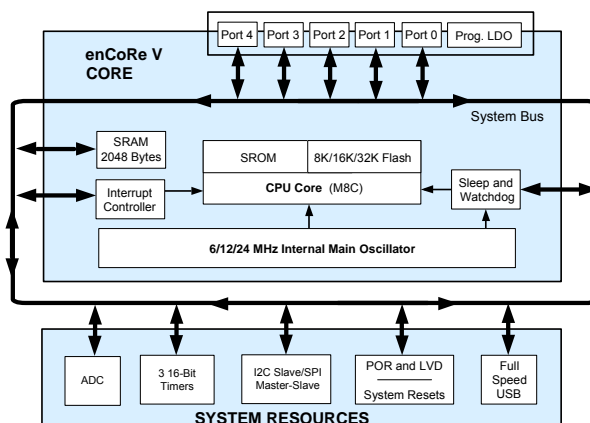 Port 4 Port 3 Port 2 Port 1 Port 0 Prog. LDO
enCoRe V
CORE
System Bus
SRAM
2048 Bytes
SROM 8K/16K/32K Flash
CPU Core (M8C)
Interrupt
Controller
Sleep and
Watchdog
6/12/24 MHz Internal Main Oscillator
ADC
3 16-Bit
Timers
I2C Slave/SPI
Master-Slave
POR and LVD
System Resets
Full
Speed
USB
SYSTEM RESOURCES